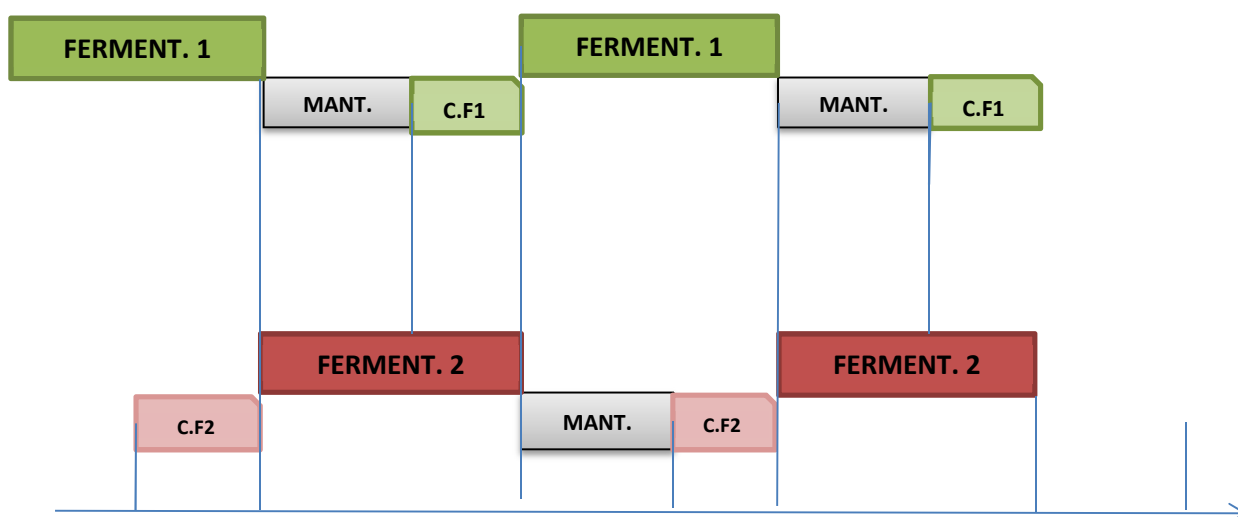 FERMENT. 1
FERMENT. 1
MANT.
C.F1
MANT.
C.F1
FERMENT. 2
FERMENT. 2
C.F2
MANT.
C.F2